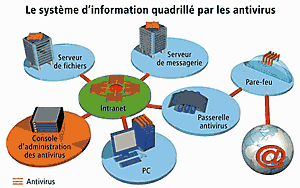 Le système d'information quadrillé par les antivirus
Serveur
de fichiers
Serveur
de messagerie
Pare-feu
Intranet
Passerelle
antivirus
Console
d'administration
des antivirus
PC
@
Antivirus